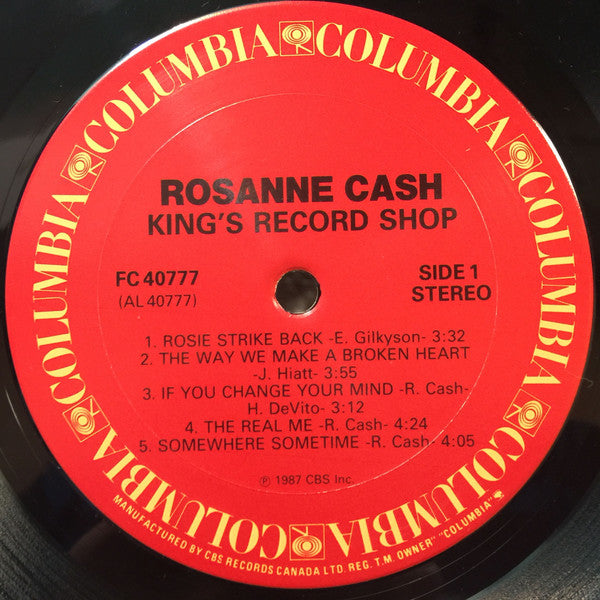 COLUMBIA COLUMBIA COLUMBIA COLUMBIA COLUMBIA COLUMBIA
ROSANNE CASH
KING'S RECORD SHOP
FC 40777
(AL 40777)
SIDE 1
STEREO
1. ROSIE STRIKE BACK -E. Gilkyson- 3:32
2. THE WAY WE MAKE A BROKEN HEART
-J. Hiatt- 3:55
3. IF YOU CHANGE YOUR MIND -R. Cash-
H. DeVito- 3:12
4. THE REAL ME -R. Cash- 4:24
5. SOMEWHERE SOMETIME -R. Cash- 4:05
℗ 1987 CBS Inc.
MANUFACTURED BY CBS RECORDS CANADA LTD. REG. T.M. OWNER" "COLUMBIA"